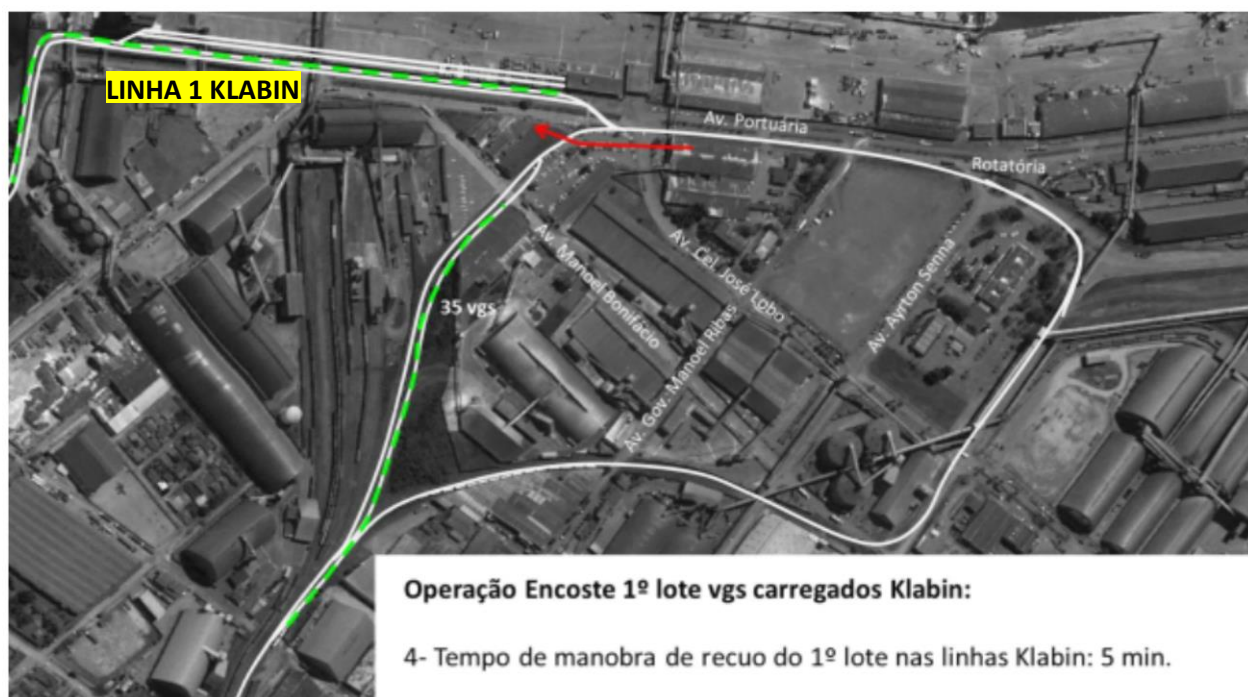 LINHA 1 KLABIN
Av. Portuária
Rotatória
Av. Cel. José Lobo
Av. Manoel Bonifácio
Av. Ayrton Senna
35 vgs
Av. Gov. Manoel Ribas
Operação Encoste 1º lote vgs carregados Klabin:
4- Tempo de manobra de recuo do 1º lote nas linhas Klabin: 5 min.